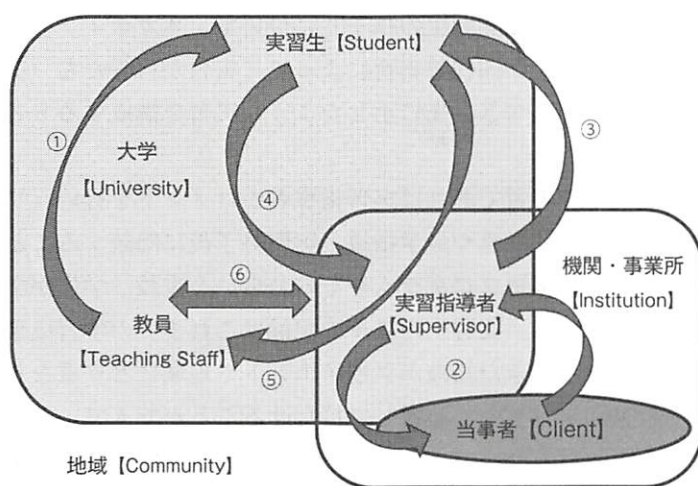 実習生【Student】
①
③
大学
【University】
④
機関・事業所
【Institution】
⑥
実習指導者
【Supervisor】
教員
【Teaching Staff】
⑤
②
当事者【Client】
地域【Community】